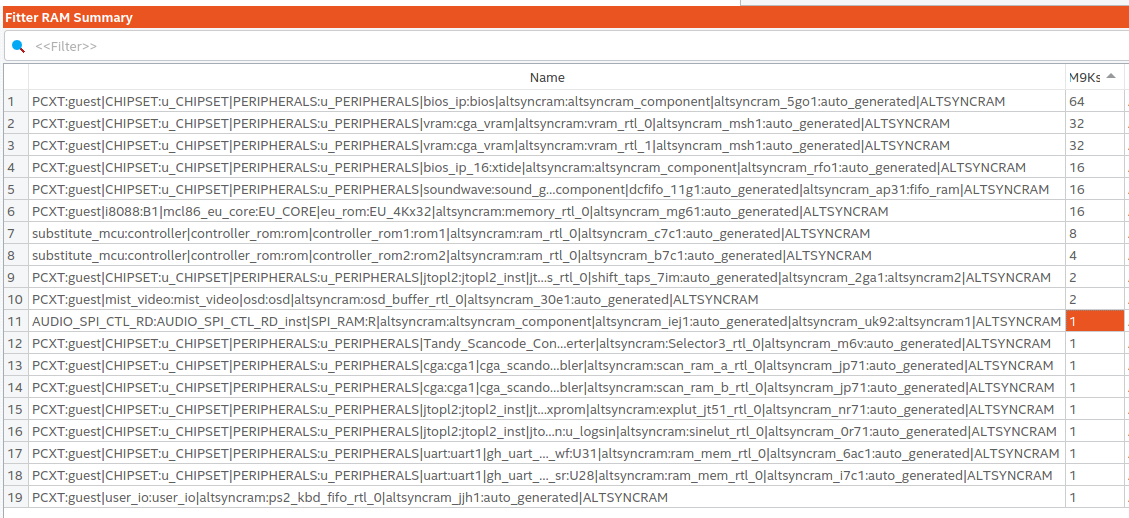 Fitter RAM Summary
<<Filter>>
Name M9Ks
1 PCXT:guest|CHIPSET:u_CHIPSET|PERIPHERALS:u_PERIPHERALS|bios_ip:bios|altsyncram:altsyncram_component|altsyncram_5go1:auto_generated|ALTSYNCRAM 64
2 PCXT:guest|CHIPSET:u_CHIPSET|PERIPHERALS:u_PERIPHERALS|vram:cga_vram|altsyncram:vram_rtl_0|altsyncram_msh1:auto_generated|ALTSYNCRAM 32
3 PCXT:guest|CHIPSET:u_CHIPSET|PERIPHERALS:u_PERIPHERALS|vram:cga_vram|altsyncram:vram_rtl_1|altsyncram_msh1:auto_generated|ALTSYNCRAM 32
4 PCXT:guest|CHIPSET:u_CHIPSET|PERIPHERALS:u_PERIPHERALS|bios_ip_16:xtide|altsyncram:altsyncram_component|altsyncram_rfo1:auto_generated|ALTSYNCRAM 16
5 PCXT:guest|CHIPSET:u_CHIPSET|PERIPHERALS:u_PERIPHERALS|soundwave:sound_g...component|dcfifo_11g1:auto_generated|altsyncram_ap31:fifo_ram|ALTSYNCRAM 16
6 PCXT:guest|i8088:B1|mcl86_eu_core:EU_CORE|eu_rom:EU_4Kx32|altsyncram:memory_rtl_0|altsyncram_mg61:auto_generated|ALTSYNCRAM 16
7 substitute_mcu:controller|controller_rom:rom|controller_rom1:rom1|altsyncram:ram_rtl_0|altsyncram_c7c1:auto_generated|ALTSYNCRAM 8
8 substitute_mcu:controller|controller_rom:rom|controller_rom2:rom2|altsyncram:ram_rtl_0|altsyncram_b7c1:auto_generated|ALTSYNCRAM 4
9 PCXT:guest|CHIPSET:u_CHIPSET|PERIPHERALS:u_PERIPHERALS|jtopl2:jtopl2_inst|jt...s_rtl_0|shift_taps_7im:auto_generated|altsyncram_2ga1:altsyncram2|ALTSYNCRAM 2
10 PCXT:guest|mist_video:mist_video|osd:osd|altsyncram:osd_buffer_rtl_0|altsyncram_30e1:auto_generated|ALTSYNCRAM 2
11 AUDIO_SPI_CTL_RD:AUDIO_SPI_CTL_RD_inst|SPI_RAM:R|altsyncram:altsyncram_component|altsyncram_iej1:auto_generated|altsyncram_uk92:altsyncram1|ALTSYNCRAM 1
12 PCXT:guest|CHIPSET:u_CHIPSET|PERIPHERALS:u_PERIPHERALS|Tandy_Scancode_Con...erter|altsyncram:Selector3_rtl_0|altsyncram_m6v:auto_generated|ALTSYNCRAM 1
13 PCXT:guest|CHIPSET:u_CHIPSET|PERIPHERALS:u_PERIPHERALS|cga:cga1|cga_scando...bler|altsyncram:scan_ram_a_rtl_0|altsyncram_jp71:auto_generated|ALTSYNCRAM 1
14 PCXT:guest|CHIPSET:u_CHIPSET|PERIPHERALS:u_PERIPHERALS|cga:cga1|cga_scando...bler|altsyncram:scan_ram_b_rtl_0|altsyncram_jp71:auto_generated|ALTSYNCRAM 1
15 PCXT:guest|CHIPSET:u_CHIPSET|PERIPHERALS:u_PERIPHERALS|jtopl2:jtopl2_inst|jt...xprom|altsyncram:explut_jt51_rtl_0|altsyncram_nr71:auto_generated|ALTSYNCRAM 1
16 PCXT:guest|CHIPSET:u_CHIPSET|PERIPHERALS:u_PERIPHERALS|jtopl2:jtopl2_inst|jto...n:u_logsin|altsyncram:sinelut_rtl_0|altsyncram_0r71:auto_generated|ALTSYNCRAM 1
17 PCXT:guest|CHIPSET:u_CHIPSET|PERIPHERALS:u_PERIPHERALS|uart:uart1|gh_uart_..._wf:U31|altsyncram:ram_mem_rtl_0|altsyncram_6ac1:auto_generated|ALTSYNCRAM 1
18 PCXT:guest|CHIPSET:u_CHIPSET|PERIPHERALS:u_PERIPHERALS|uart:uart1|gh_uart_..._sr:U28|altsyncram:ram_mem_rtl_0|altsyncram_i7c1:auto_generated|ALTSYNCRAM 1
19 PCXT:guest|user_io:user_io|altsyncram:ps2_kbd_fifo_rtl_0|altsyncram_jjh1:auto_generated|ALTSYNCRAM 1